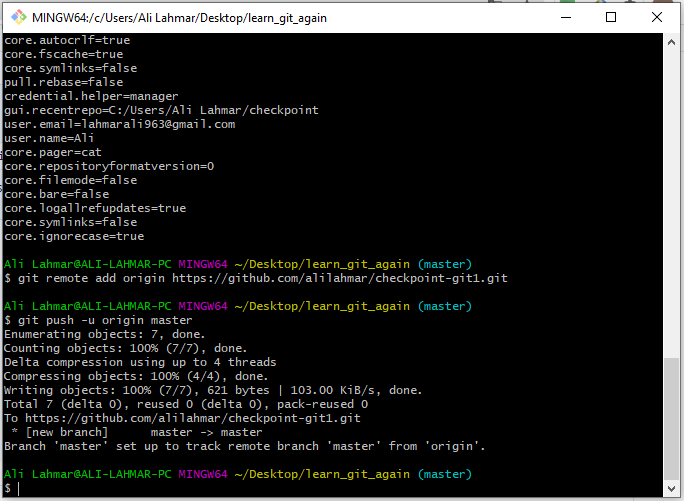 MINGW64:/c/Users/Ali Lahmar/Desktop/learn_git_again
core.autocrlf=true
core.fscache=true
core.symlinks=false
pull.rebase=false
credential.helper=manager
gui.recentrepo=C:/Users/Ali Lahmar/checkpoint
user.email=lahmarali963@gmail.com
user.name=Ali
core.pager=cat
core.repositoryformatversion=0
core.filemode=false
core.bare=false
core.logallrefupdates=true
core.symlinks=false
core.ignorecase=true

Ali Lahmar@ALI-LAHMAR-PC MINGW64 ~/Desktop/learn_git_again (master)
$ git remote add origin https://github.com/alilahmar/checkpoint-git1.git

Ali Lahmar@ALI-LAHMAR-PC MINGW64 ~/Desktop/learn_git_again (master)
$ git push -u origin master
Enumerating objects: 7, done.
Counting objects: 100% (7/7), done.
Delta compression using up to 4 threads
Compressing objects: 100% (4/4), done.
Writing objects: 100% (7/7), 621 bytes | 103.00 KiB/s, done.
Total 7 (delta 0), reused 0 (delta 0), pack-reused 0
To https://github.com/alilahmar/checkpoint-git1.git
 * [new branch]      master -> master
Branch 'master' set up to track remote branch 'master' from 'origin'.

Ali Lahmar@ALI-LAHMAR-PC MINGW64 ~/Desktop/learn_git_again (master)
$